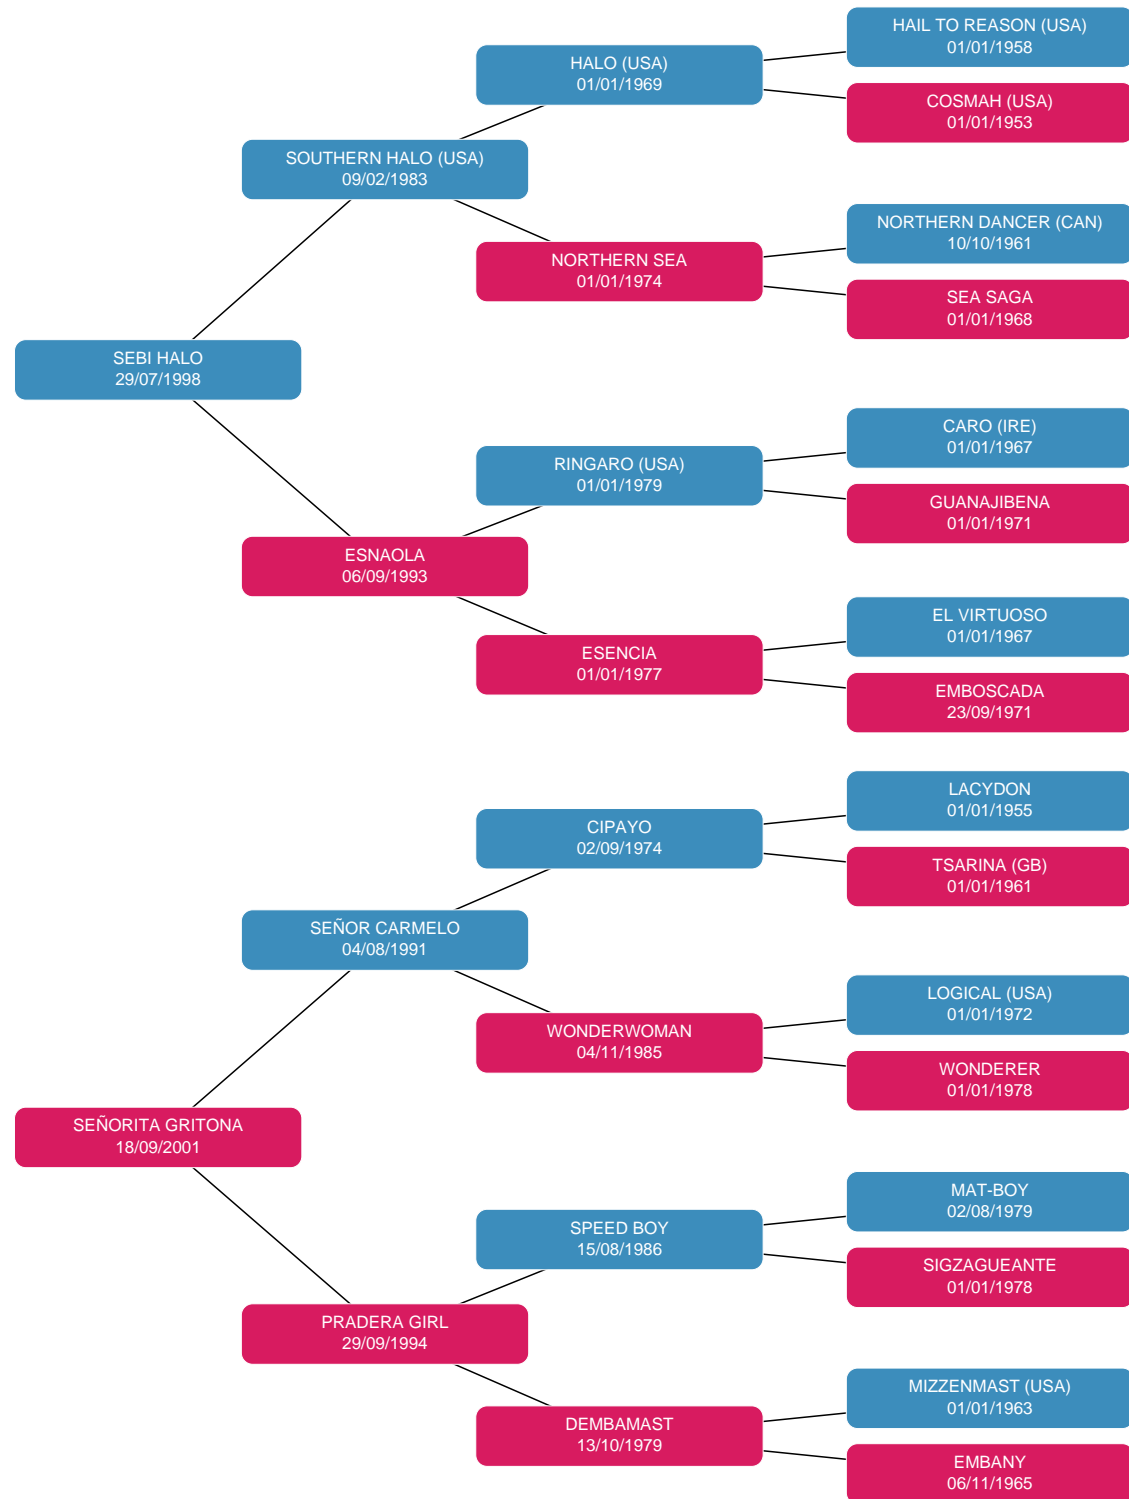 HAIL TO REASON (USA)
01/01/1958
HALO (USA)
01/01/1969
COSMAH (USA)
01/01/1953
SOUTHERN HALO (USA)
09/02/1983
NORTHERN DANCER (CAN)
10/10/1961
NORTHERN SEA
01/01/1974
SEA SAGA
01/01/1968
SEBI HALO
29/07/1998
CARO (IRE)
01/01/1967
RINGARO (USA)
01/01/1979
GUANAJIBENA
01/01/1971
ESNAOLA
06/09/1993
EL VIRTUOSO
01/01/1967
ESENCIA
01/01/1977
EMBOSCADA
23/09/1971
LACYDON
01/01/1955
CIPAYO
02/09/1974
TSARINA (GB)
01/01/1961
SEÑOR CARMELO
04/08/1991
LOGICAL (USA)
01/01/1972
WONDERWOMAN
04/11/1985
WONDERER
01/01/1978
SEÑORITA GRITONA
18/09/2001
MAT-BOY
02/08/1979
SPEED BOY
15/08/1986
SIGZAGUEANTE
01/01/1978
PRADERA GIRL
29/09/1994
MIZZENMAST (USA)
01/01/1963
DEMBAMAST
13/10/1979
EMBANY
06/11/1965